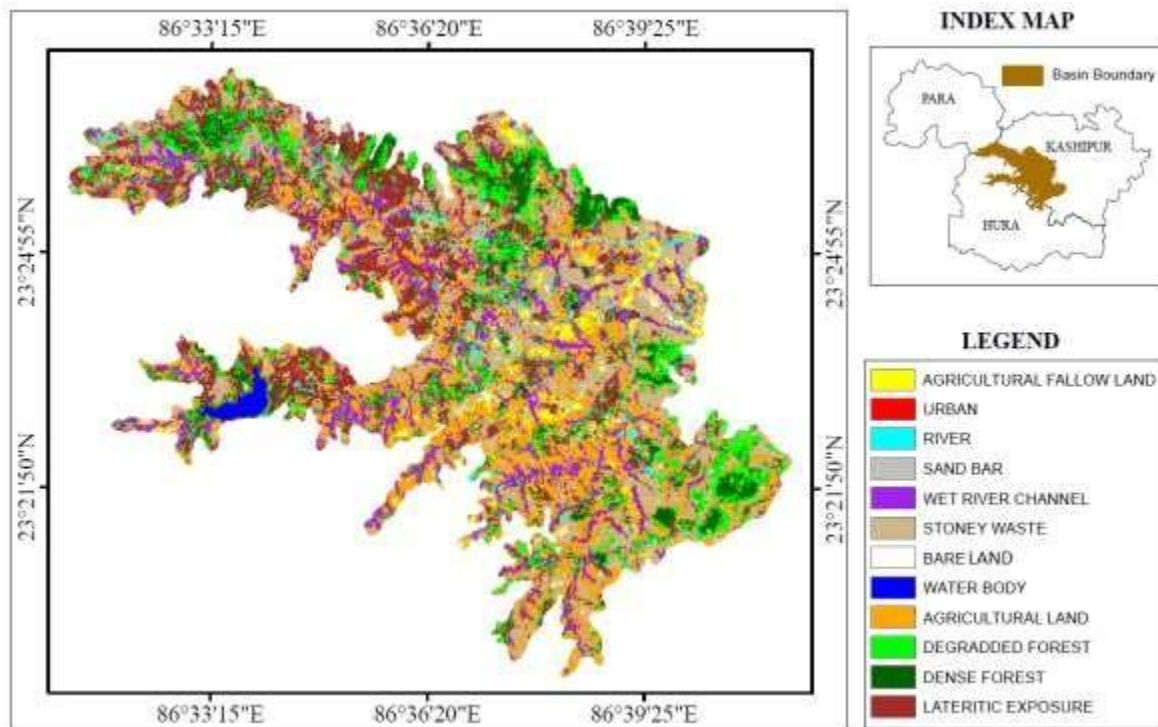 86°33'15"E 86°36'20"E 86°39'25"E
23°24'55"N 23°24'55"N
23°21'50"N 23°21'50"N
86°33'15"E 86°36'20"E 86°39'25"E
INDEX MAP
Basin Boundary
PARA
KASHIPUR
HURA
LEGEND
AGRICULTURAL FALLOW LAND
URBAN
RIVER
SAND BAR
WET RIVER CHANNEL
STONEY WASTE
BARE LAND
WATER BODY
AGRICULTURAL LAND
DEGRADDED FOREST
DENSE FOREST
LATERITIC EXPOSURE